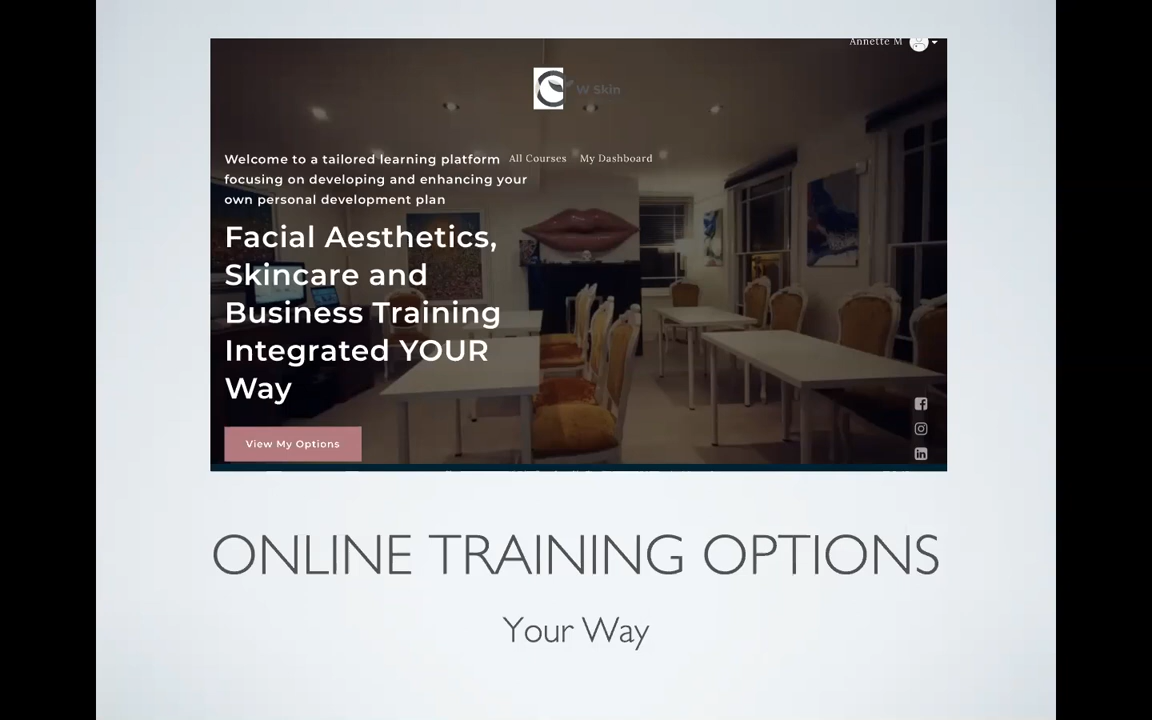 Annette M
W Skin
All Courses My Dashboard
Welcome to a tailored learning platform
focusing on developing and enhancing your
own personal development plan
Facial Aesthetics,
Skincare and
Business Training
Integrated YOUR
Way
View My Options
ONLINE TRAINING OPTIONS
Your Way